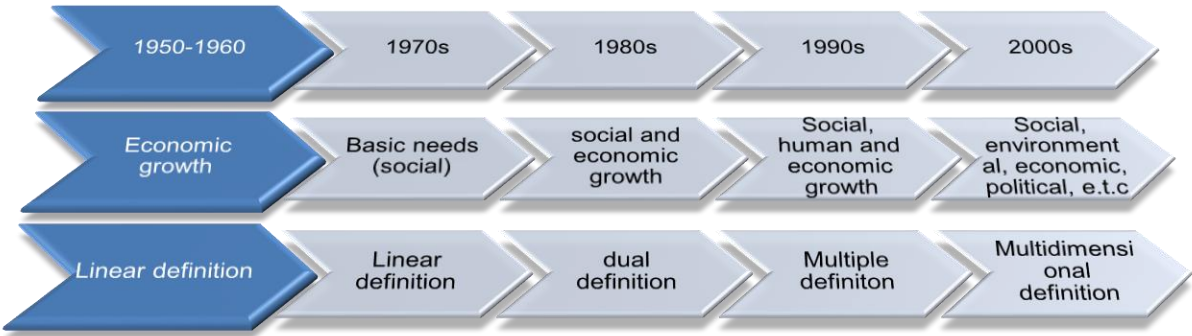 1950-1960
1970s
1980s
1990s
2000s
Economic
growth
Basic needs
(social)
social and
economic
growth
Social,
human and
economic
growth
Social,
environment
al, economic,
political, e.t.c
Linear definition
Linear
definition
dual
definition
Multiple
definiton
Multidimensi
onal
definition